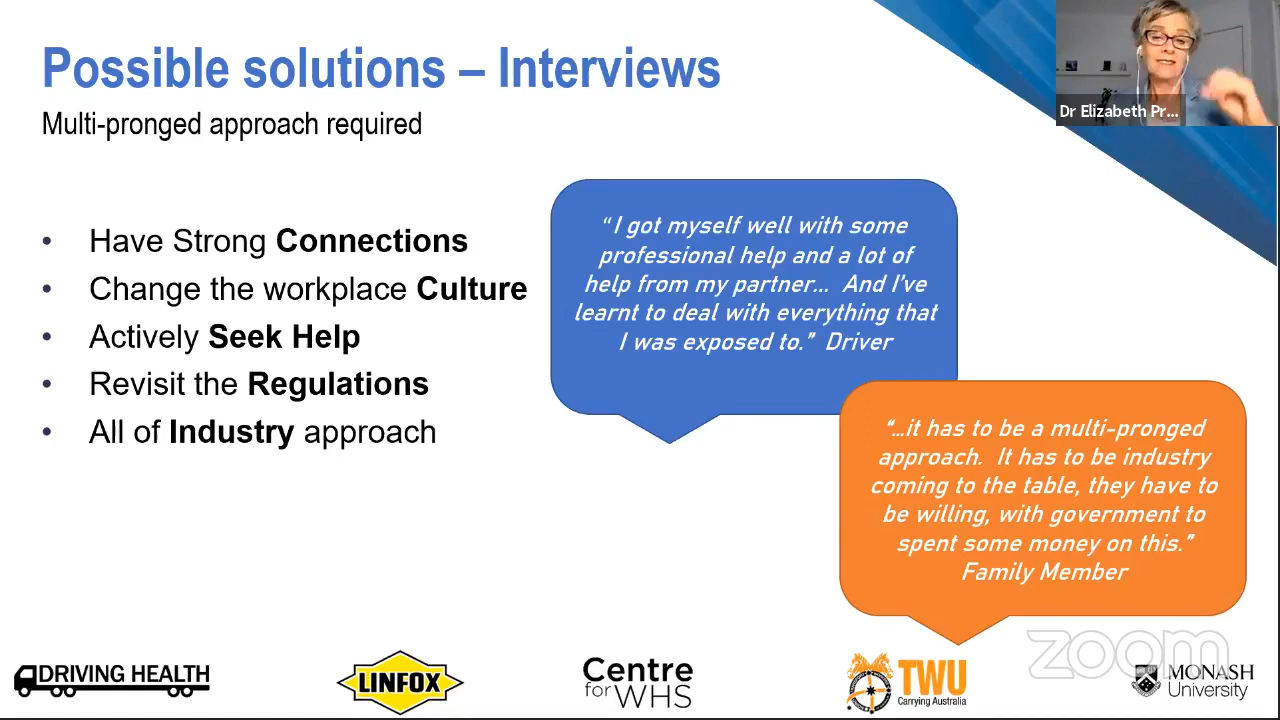 Possible solutions – Interviews
Multi-pronged approach required
Dr Elizabeth Pr...
• Have Strong Connections
• Change the workplace Culture
• Actively Seek Help
• Revisit the Regulations
• All of Industry approach
“I got myself well with some
professional help and a lot of
help from my partner... And I've
learnt to deal with everything that
I was exposed to.” Driver
“...it has to be a multi-pronged
approach. It has to be industry
coming to the table, they have to
be willing, with government to
spent some money on this.”
Family Member
zoom
DRIVING HEALTH
LINFOX
Centre
for WHS
TWU
Carrying Australia
MONASH
University